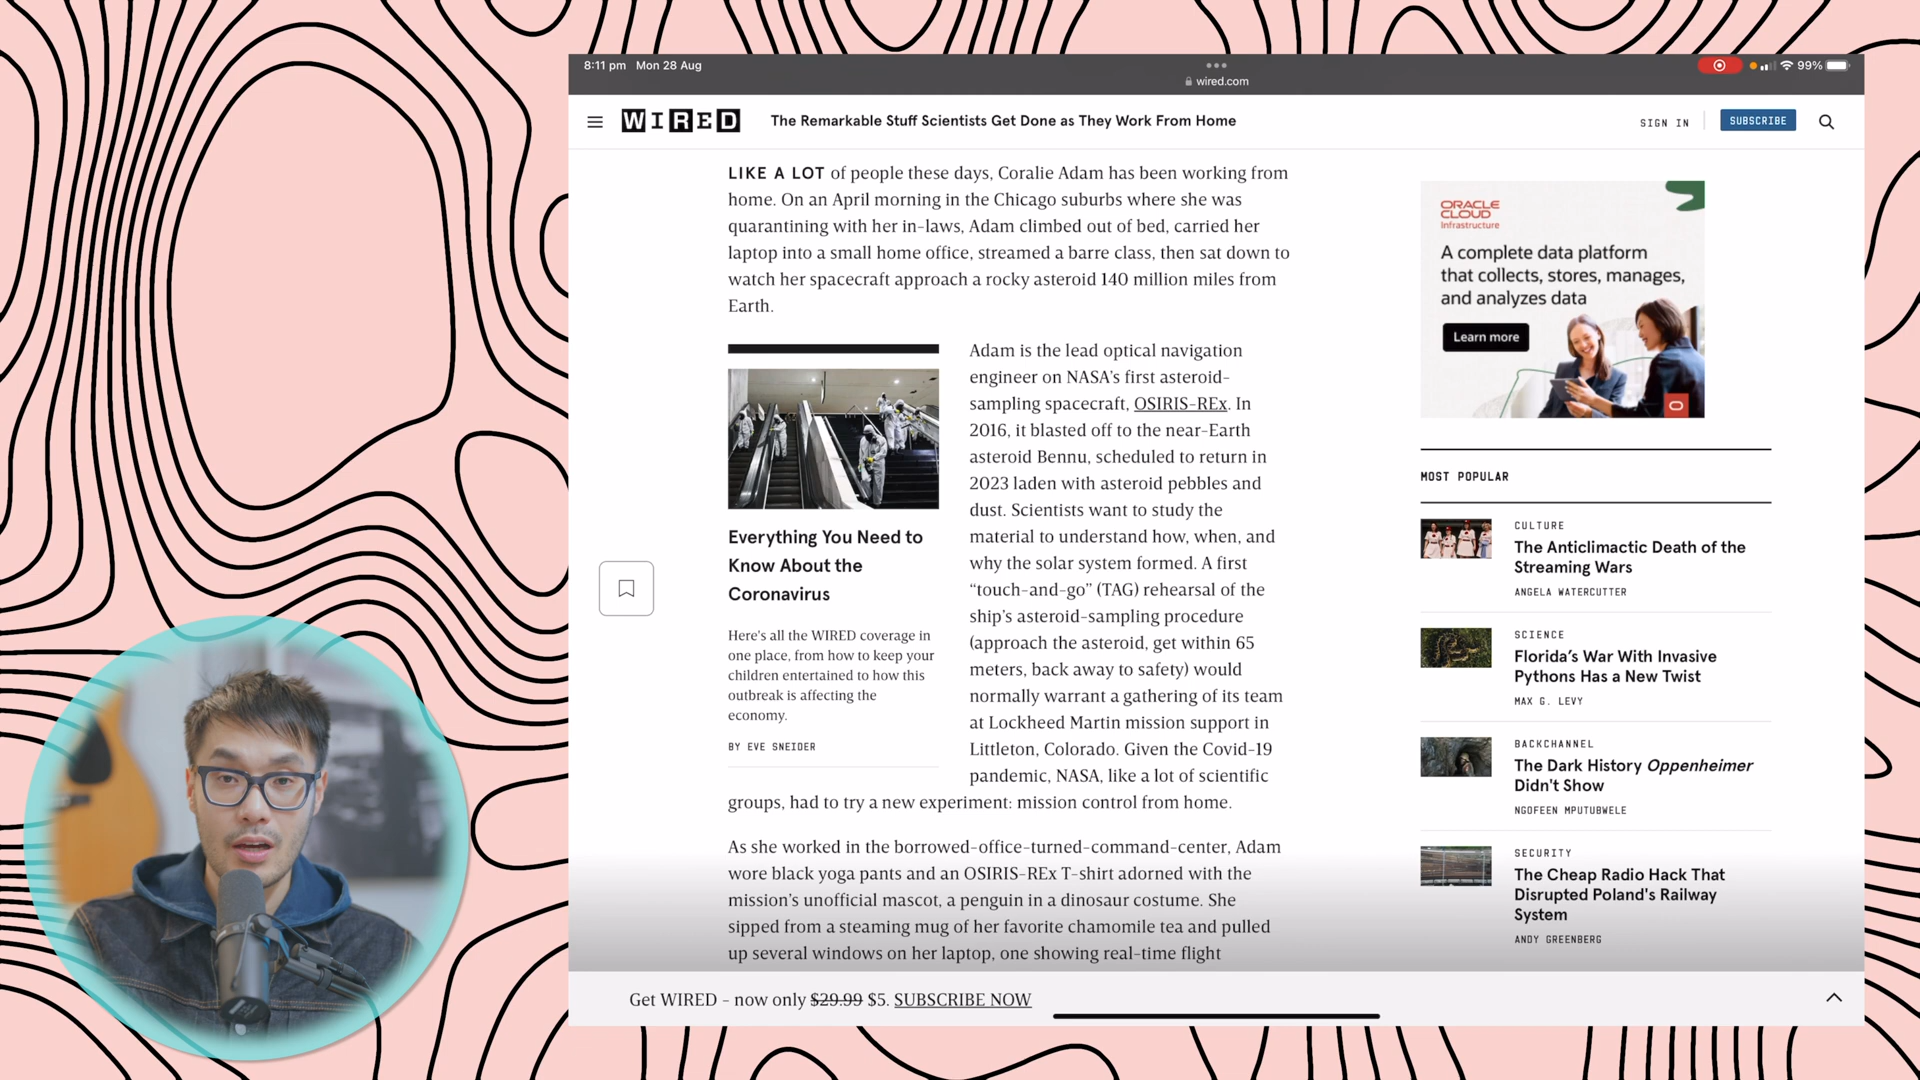 8:11 pm Mon 28 Aug
wired.com
99%
WIRED
The Remarkable Stuff Scientists Get Done as They Work From Home
SIGN IN
SUBSCRIBE
LIKE A LOT of people these days, Coralie Adam has been working from
home. On an April morning in the Chicago suburbs where she was
quarantining with her in-laws, Adam climbed out of bed, carried her
laptop into a small home office, streamed a barre class, then sat down to
watch her spacecraft approach a rocky asteroid 140 million miles from
Earth.
Everything You Need to
Know About the
Coronavirus
Here's all the WIRED coverage in
one place, from how to keep your
children entertained to how this
outbreak is affecting the
economy.
BY EVE SNEIDER
Adam is the lead optical navigation
engineer on NASA’s first asteroid-
sampling spacecraft, OSIRIS-REx. In
2016, it blasted off to the near-Earth
asteroid Bennu, scheduled to return in
2023 laden with asteroid pebbles and
dust. Scientists want to study the
material to understand how, when, and
why the solar system formed. A first
“touch-and-go” (TAG) rehearsal of the
ship’s asteroid-sampling procedure
(approach the asteroid, get within 65
meters, back away to safety) would
normally warrant a gathering of its team
at Lockheed Martin mission support in
Littleton, Colorado. Given the Covid-19
pandemic, NASA, like a lot of scientific
groups, had to try a new experiment: mission control from home.
As she worked in the borrowed-office-turned-command-center, Adam
wore black yoga pants and an OSIRIS-REx T-shirt adorned with the
mission’s unofficial mascot, a penguin in a dinosaur costume. She
sipped from a steaming mug of her favorite chamomile tea and pulled
up several windows on her laptop, one showing real-time flight
ORACLE
CLOUD
Infrastructure
A complete data platform
that collects, stores, manages,
and analyzes data
Learn more
MOST POPULAR
CULTURE
The Anticlimactic Death of the
Streaming Wars
ANGELA WATERCUTTER
SCIENCE
Florida’s War With Invasive
Pythons Has a New Twist
MAX G. LEVY
BACKCHANNEL
The Dark History Oppenheimer
Didn't Show
NGOFEEN MPUTUBWELE
SECURITY
The Cheap Radio Hack That
Disrupted Poland's Railway
System
ANDY GREENBERG
Get WIRED - now only $29.99 $5. SUBSCRIBE NOW